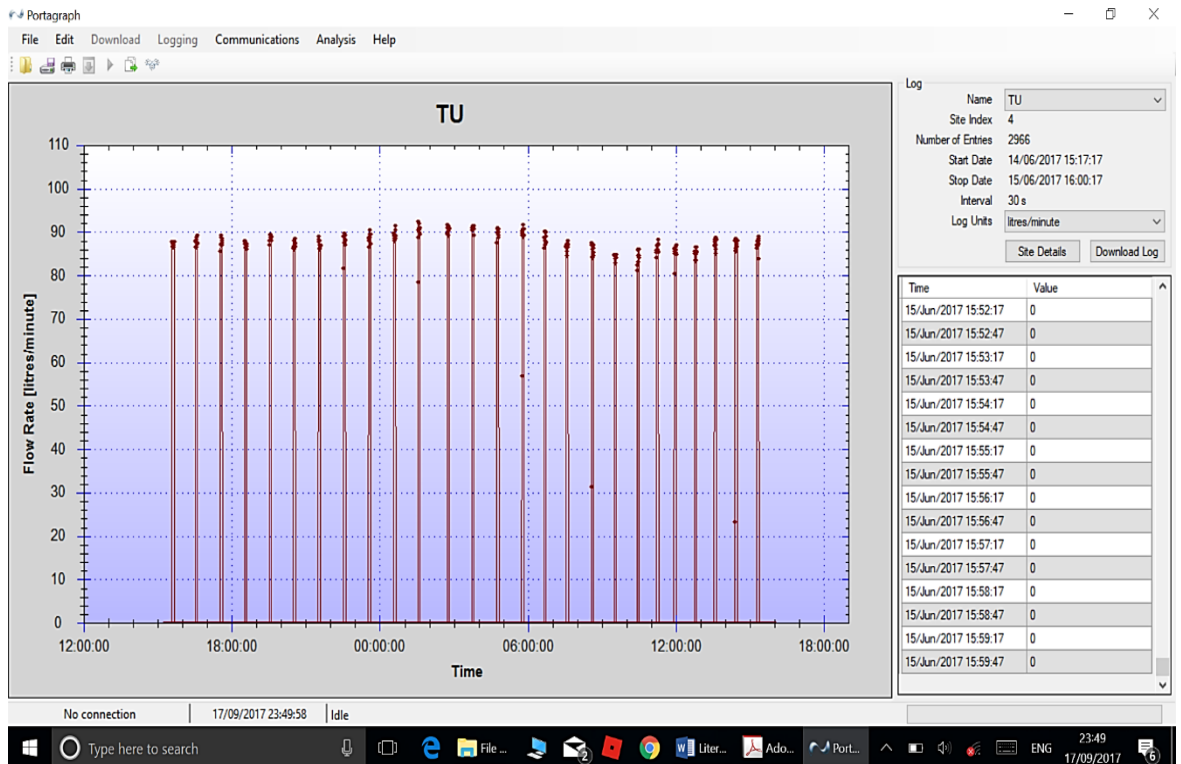 Portagraph
File Edit Download Logging Communications Analysis Help
TU
110
100
90
80
70
60
50
40
30
20
10
0
Flow Rate [litres/minute]
12:00:00 18:00:00 00:00:00 06:00:00 12:00:00 18:00:00
Time
Log
Name TU
Site Index 4
Number of Entries 2966
Start Date 14/06/2017 15:17:17
Stop Date 15/06/2017 16:00:17
Interval 30 s
Log Units litres/minute
Site Details Download Log
Time Value
15/Jun/2017 15:52:17 0
15/Jun/2017 15:52:47 0
15/Jun/2017 15:53:17 0
15/Jun/2017 15:53:47 0
15/Jun/2017 15:54:17 0
15/Jun/2017 15:54:47 0
15/Jun/2017 15:55:17 0
15/Jun/2017 15:55:47 0
15/Jun/2017 15:56:17 0
15/Jun/2017 15:56:47 0
15/Jun/2017 15:57:17 0
15/Jun/2017 15:57:47 0
15/Jun/2017 15:58:17 0
15/Jun/2017 15:58:47 0
15/Jun/2017 15:59:17 0
15/Jun/2017 15:59:47 0
No connection 17/09/2017 23:49:58 Idle
Type here to search File ... 2 Liter... Ado... Port... ENG 23:49
17/09/2017 6